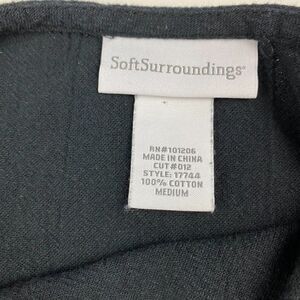 SoftSurroundings®
RN#101206
MADE IN CHINA
CUT#012
STYLE: 17744
100% COTTON
MEDIUM